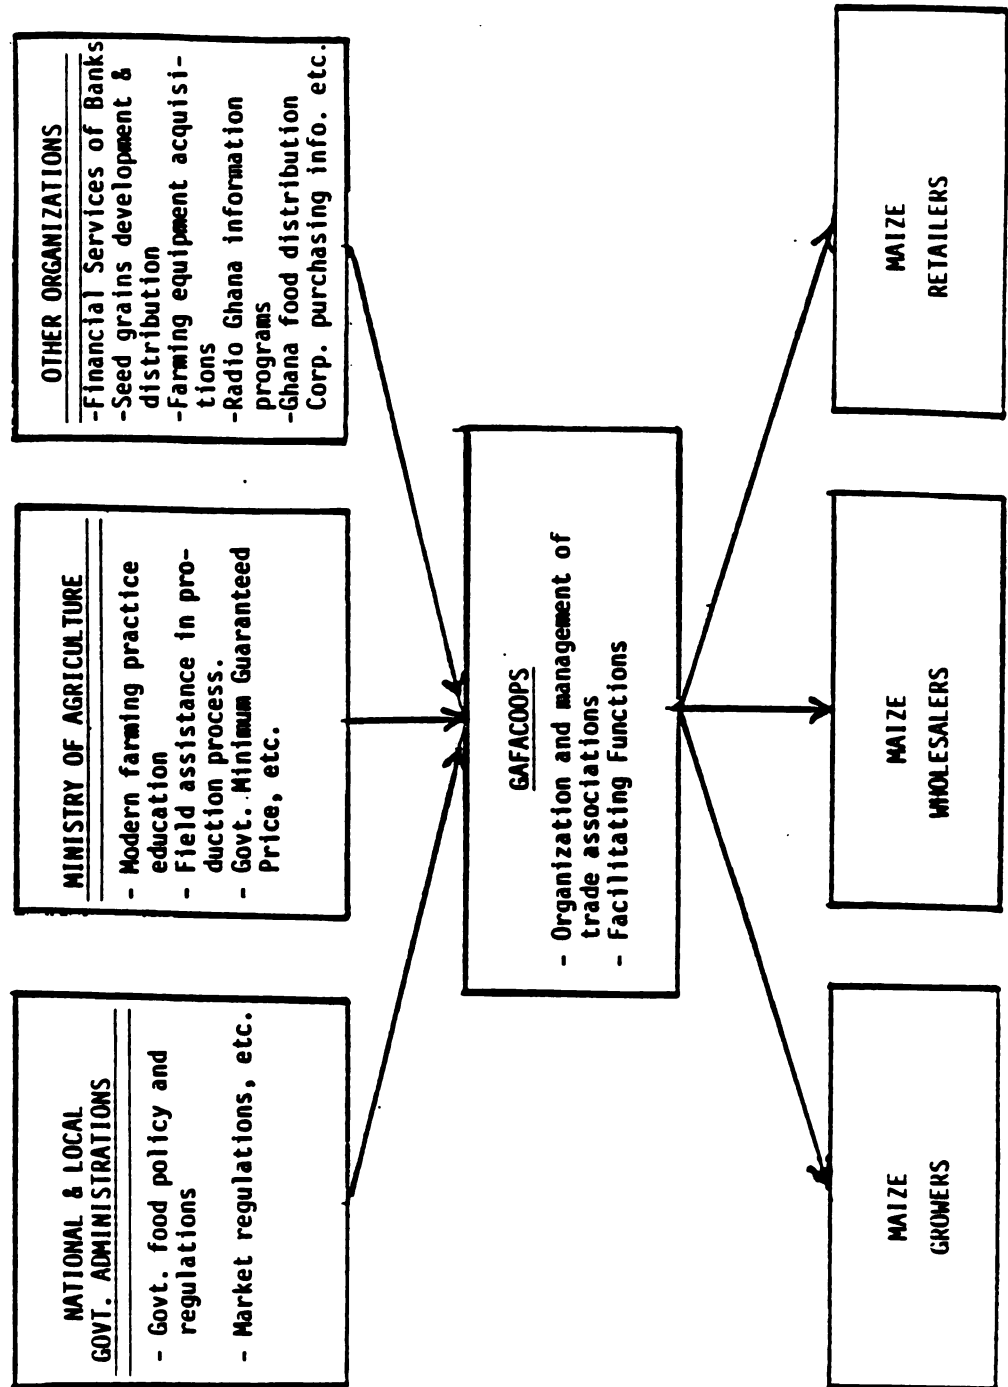 NATIONAL & LOCAL
GOVT. ADMINISTRATIONS
- Govt. food policy and
regulations
- Market regulations, etc.
MINISTRY OF AGRICULTURE
- Modern farming practice
education
- Field assistance in pro-
duction process.
- Govt. Minimum Guaranteed
Price, etc.
OTHER ORGANIZATIONS
-Financial Services of Banks
-Seed grains development &
distribution
-Farming equipment acquisi-
tions
-Radio Ghana information
programs
-Ghana food distribution
Corp. purchasing info. etc.
GAFACOOPS
- Organization and management of
trade associations
- Facilitating Functions
MAIZE
GROWERS
MAIZE
WHOLESALERS
MAIZE
RETAILERS